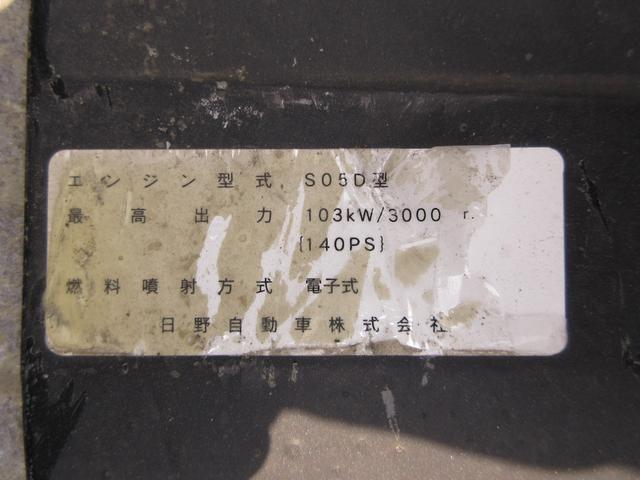 エンジン型式 S05D型
最高出力 103kW/3000 r.
{140PS}
燃料噴射方式 電子式
日野自動車株式会社